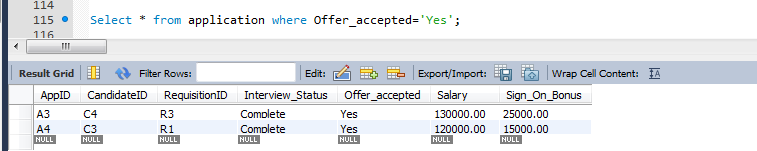 114
115 Select * from application where Offer_accepted='Yes';
116
Result Grid Filter Rows: Edit: Export/Import: Wrap Cell Content:
AppID CandidateID RequisitionID Interview_Status Offer_accepted Salary Sign_On_Bonus
A3 C4 R3 Complete Yes 130000.00 25000.00
A4 C3 R1 Complete Yes 120000.00 15000.00
NULL NULL NULL NULL NULL NULL NULL